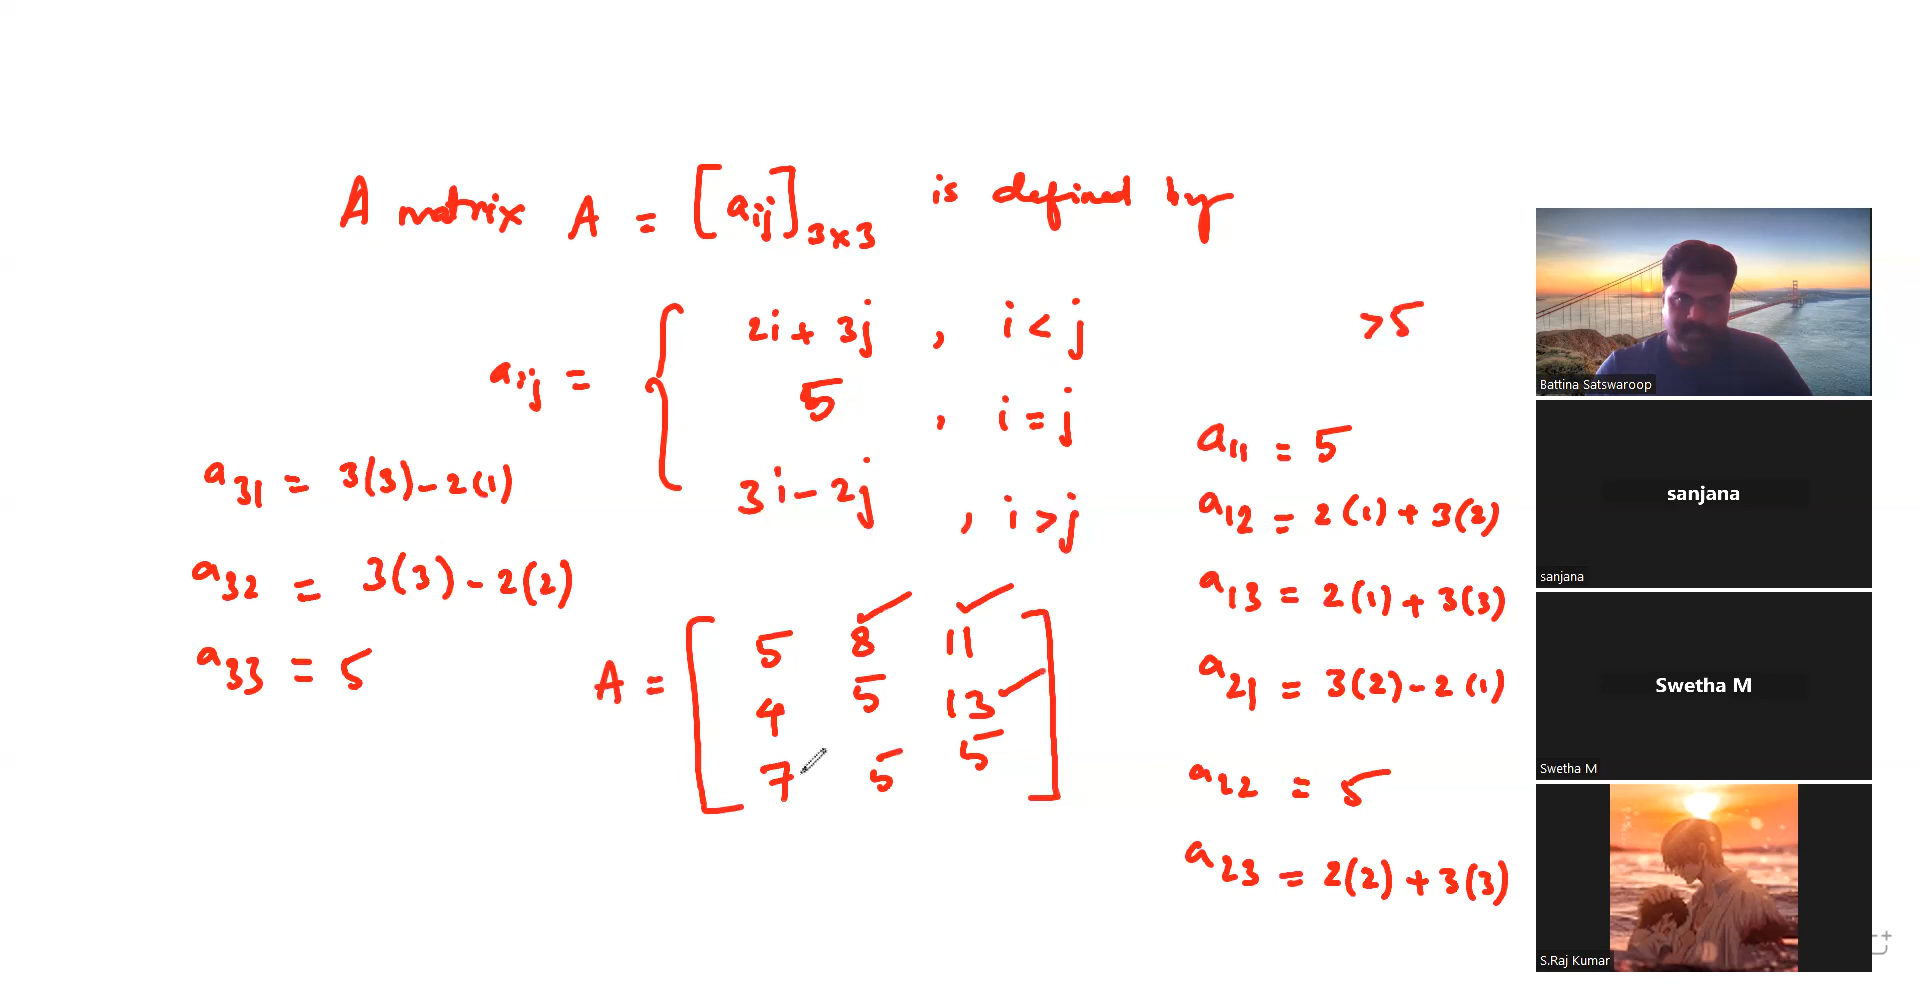 A matrix A = [aij]3×3 is defined by
aij = { 2i + 3j , i < j
5 , i = j
3i - 2j , i > j
> 5
a11 = 5
a12 = 2(1) + 3(2)
a13 = 2(1) + 3(3)
a21 = 3(2) - 2(1)
a22 = 5
a23 = 2(2) + 3(3)
a31 = 3(3) - 2(1)
a32 = 3(3) - 2(2)
a33 = 5
A = [ 5 8 11
4 5 13
7 5 5 ]
Battina Satswaroop
sanjana
sanjana
Swetha M
Swetha M
S.Raj Kumar